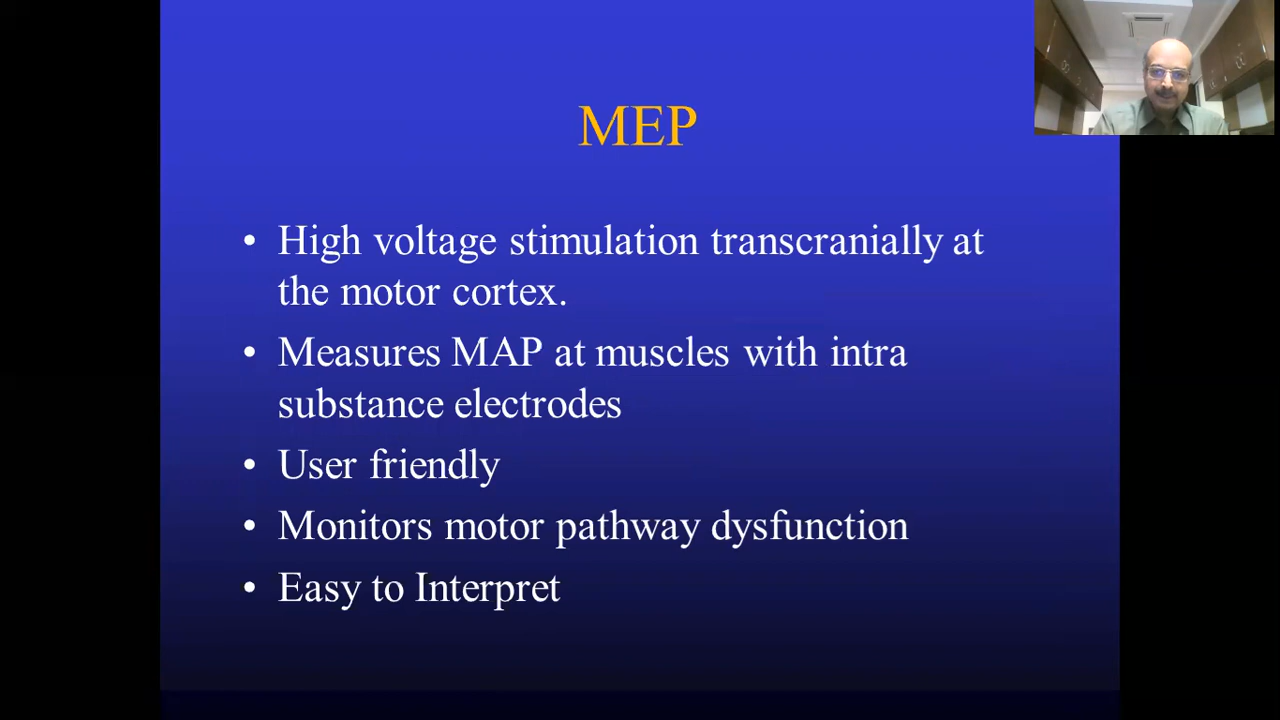 MEP
• High voltage stimulation transcranially at
the motor cortex.
• Measures MAP at muscles with intra
substance electrodes
• User friendly
• Monitors motor pathway dysfunction
• Easy to Interpret